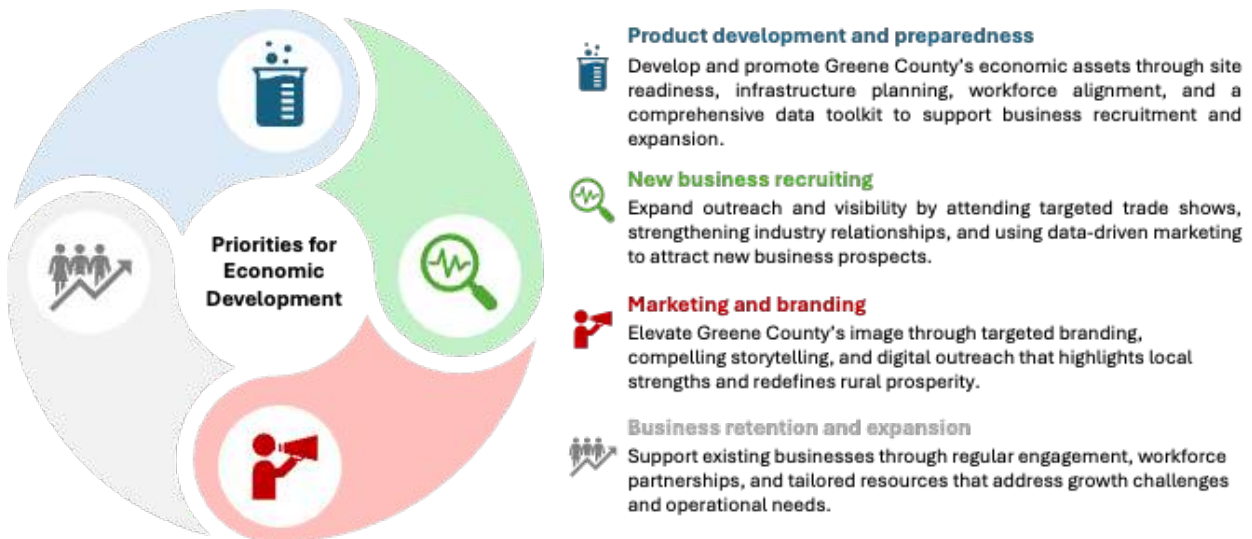 Priorities for
Economic
Development
Product development and preparedness
Develop and promote Greene County's economic assets through site
readiness, infrastructure planning, workforce alignment, and a
comprehensive data toolkit to support business recruitment and
expansion.
New business recruiting
Expand outreach and visibility by attending targeted trade shows,
strengthening industry relationships, and using data-driven marketing
to attract new business prospects.
Marketing and branding
Elevate Greene County's image through targeted branding,
compelling storytelling, and digital outreach that highlights local
strengths and redefines rural prosperity.
Business retention and expansion
Support existing businesses through regular engagement, workforce
partnerships, and tailored resources that address growth challenges
and operational needs.